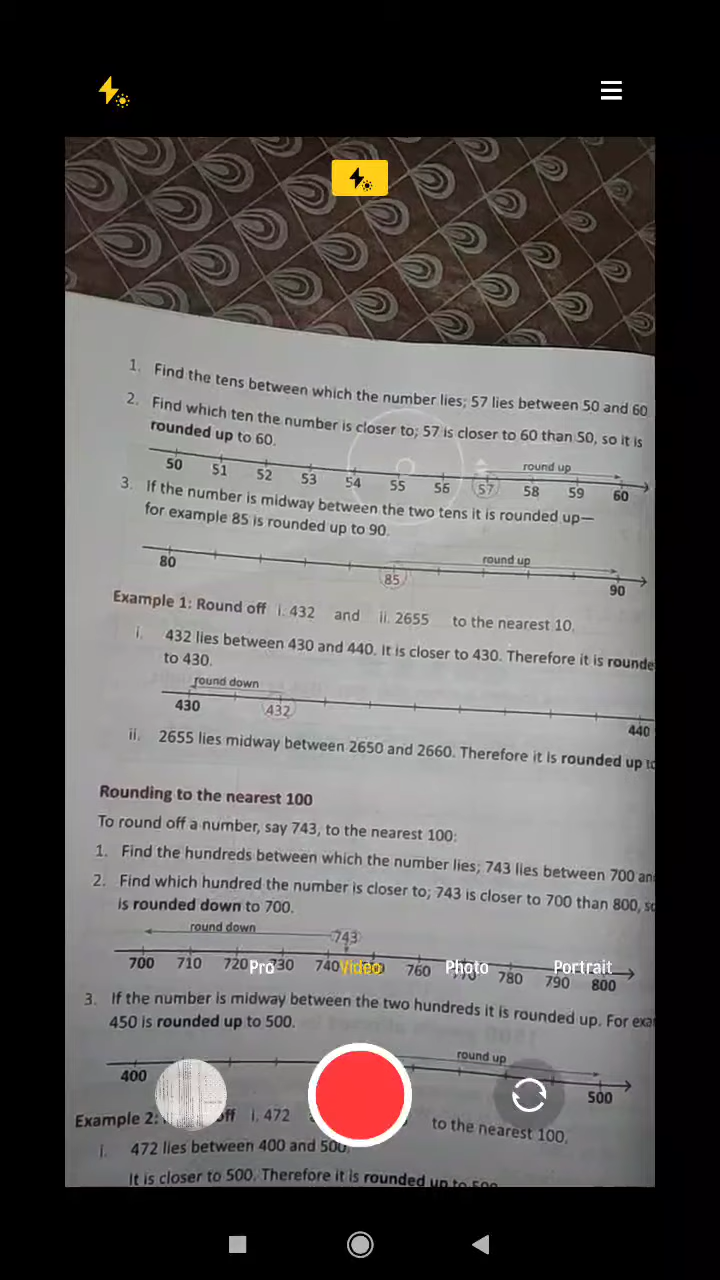 1. Find the tens between which the number lies; 57 lies between 50 and 60
2. Find which ten the number is closer to; 57 is closer to 60 than 50, so it is
rounded up to 60.
round up
50 51 52 53 54 55 56 57 58 59 60
3. If the number is midway between the two tens it is rounded up—
for example 85 is rounded up to 90.
round up
80 85 90
Example 1: Round off i. 432 and ii. 2655 to the nearest 10.
i. 432 lies between 430 and 440. It is closer to 430. Therefore it is rounde
to 430.
round down
430 432 440
ii. 2655 lies midway between 2650 and 2660. Therefore it is rounded up to
Rounding to the nearest 100
To round off a number, say 743, to the nearest 100:
1. Find the hundreds between which the number lies; 743 lies between 700 an
2. Find which hundred the number is closer to; 743 is closer to 700 than 800, so
is rounded down to 700.
round down 743
700 710 720 730 740 760 780 790 800
Pro Video Photo Portrait
3. If the number is midway between the two hundreds it is rounded up. For exa
450 is rounded up to 500.
round up
400 500
Example 2: off i. 472 to the nearest 100.
i. 472 lies between 400 and 500.
It is closer to 500. Therefore it is rounded up to 500